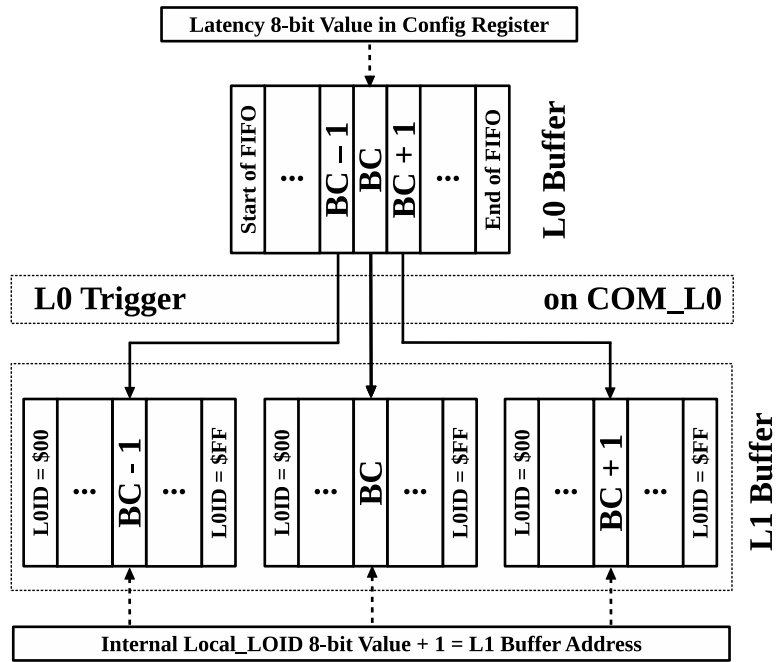 Latency 8-bit Value in Config Register
Start of FIFO
...
BC – 1
BC
BC + 1
...
End of FIFO
L0 Buffer
L0 Trigger
on COM_L0
L0ID = $00
...
BC - 1
...
L0ID = $FF
L0ID = $00
...
BC
...
L0ID = $FF
L0ID = $00
...
BC + 1
...
L0ID = $FF
L1 Buffer
Internal Local_L0ID 8-bit Value + 1 = L1 Buffer Address